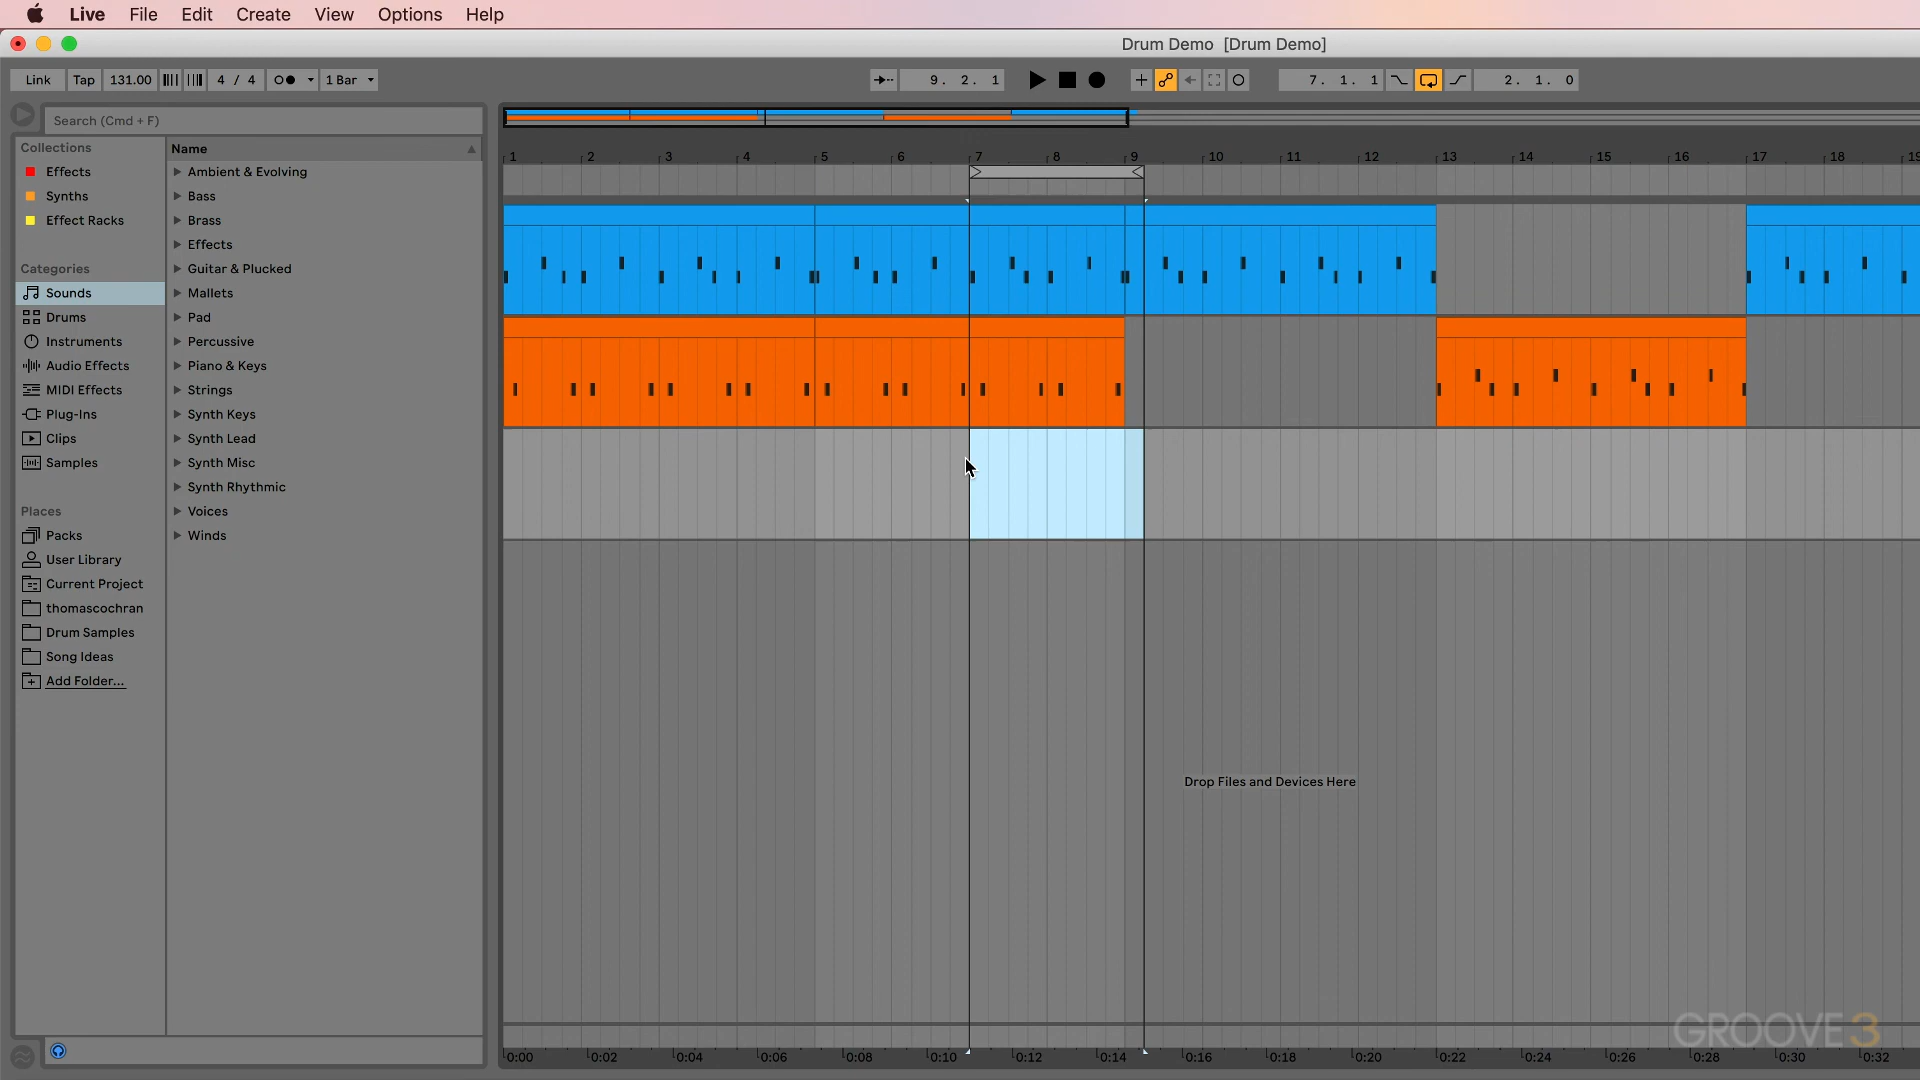 Live File Edit Create View Options Help
Drum Demo [Drum Demo]
Link Tap 131.00 4 / 4 1 Bar 9. 2. 1 7. 1. 1 2. 1. 0
Search (Cmd + F)
Collections
Effects
Synths
Effect Racks
Categories
Sounds
Drums
Instruments
Audio Effects
MIDI Effects
Plug-Ins
Clips
Samples
Places
Packs
User Library
Current Project
thomascochran
Drum Samples
Song Ideas
Add Folder...
Name
Ambient & Evolving
Bass
Brass
Effects
Guitar & Plucked
Mallets
Pad
Percussive
Piano & Keys
Strings
Synth Keys
Synth Lead
Synth Misc
Synth Rhythmic
Voices
Winds
1 2 3 4 5 6 7 8 9 10 11 12 13 14 15 16 17 18 19
Drop Files and Devices Here
GROOVE3
0:00 0:02 0:04 0:06 0:08 0:10 0:12 0:14 0:16 0:18 0:20 0:22 0:24 0:26 0:28 0:30 0:32